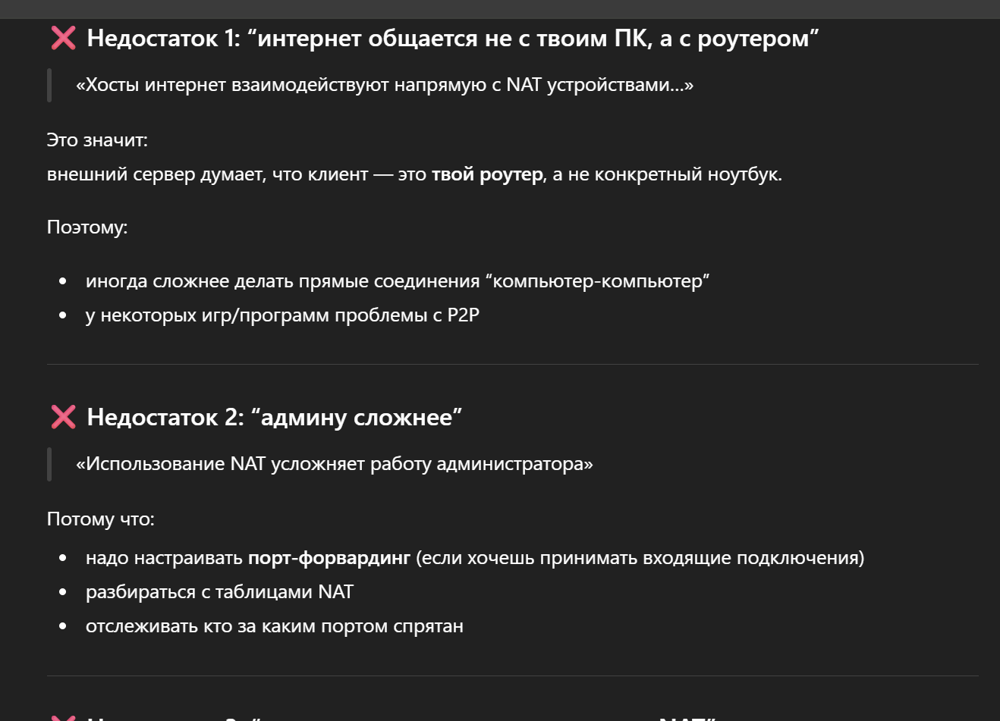 ❌ Недостаток 1: “интернет общается не с твоим ПК, а с роутером”
«Хосты интернет взаимодействуют напрямую с NAT устройствами…»
Это значит:
внешний сервер думает, что клиент — это твой роутер, а не конкретный ноутбук.
Поэтому:
• иногда сложнее делать прямые соединения “компьютер-компьютер”
• у некоторых игр/программ проблемы с P2P
❌ Недостаток 2: “админу сложнее”
«Использование NAT усложняет работу администратора»
Потому что:
• надо настраивать порт-форвардинг (если хочешь принимать входящие подключения)
• разбираться с таблицами NAT
• отслеживать кто за каким портом спрятан